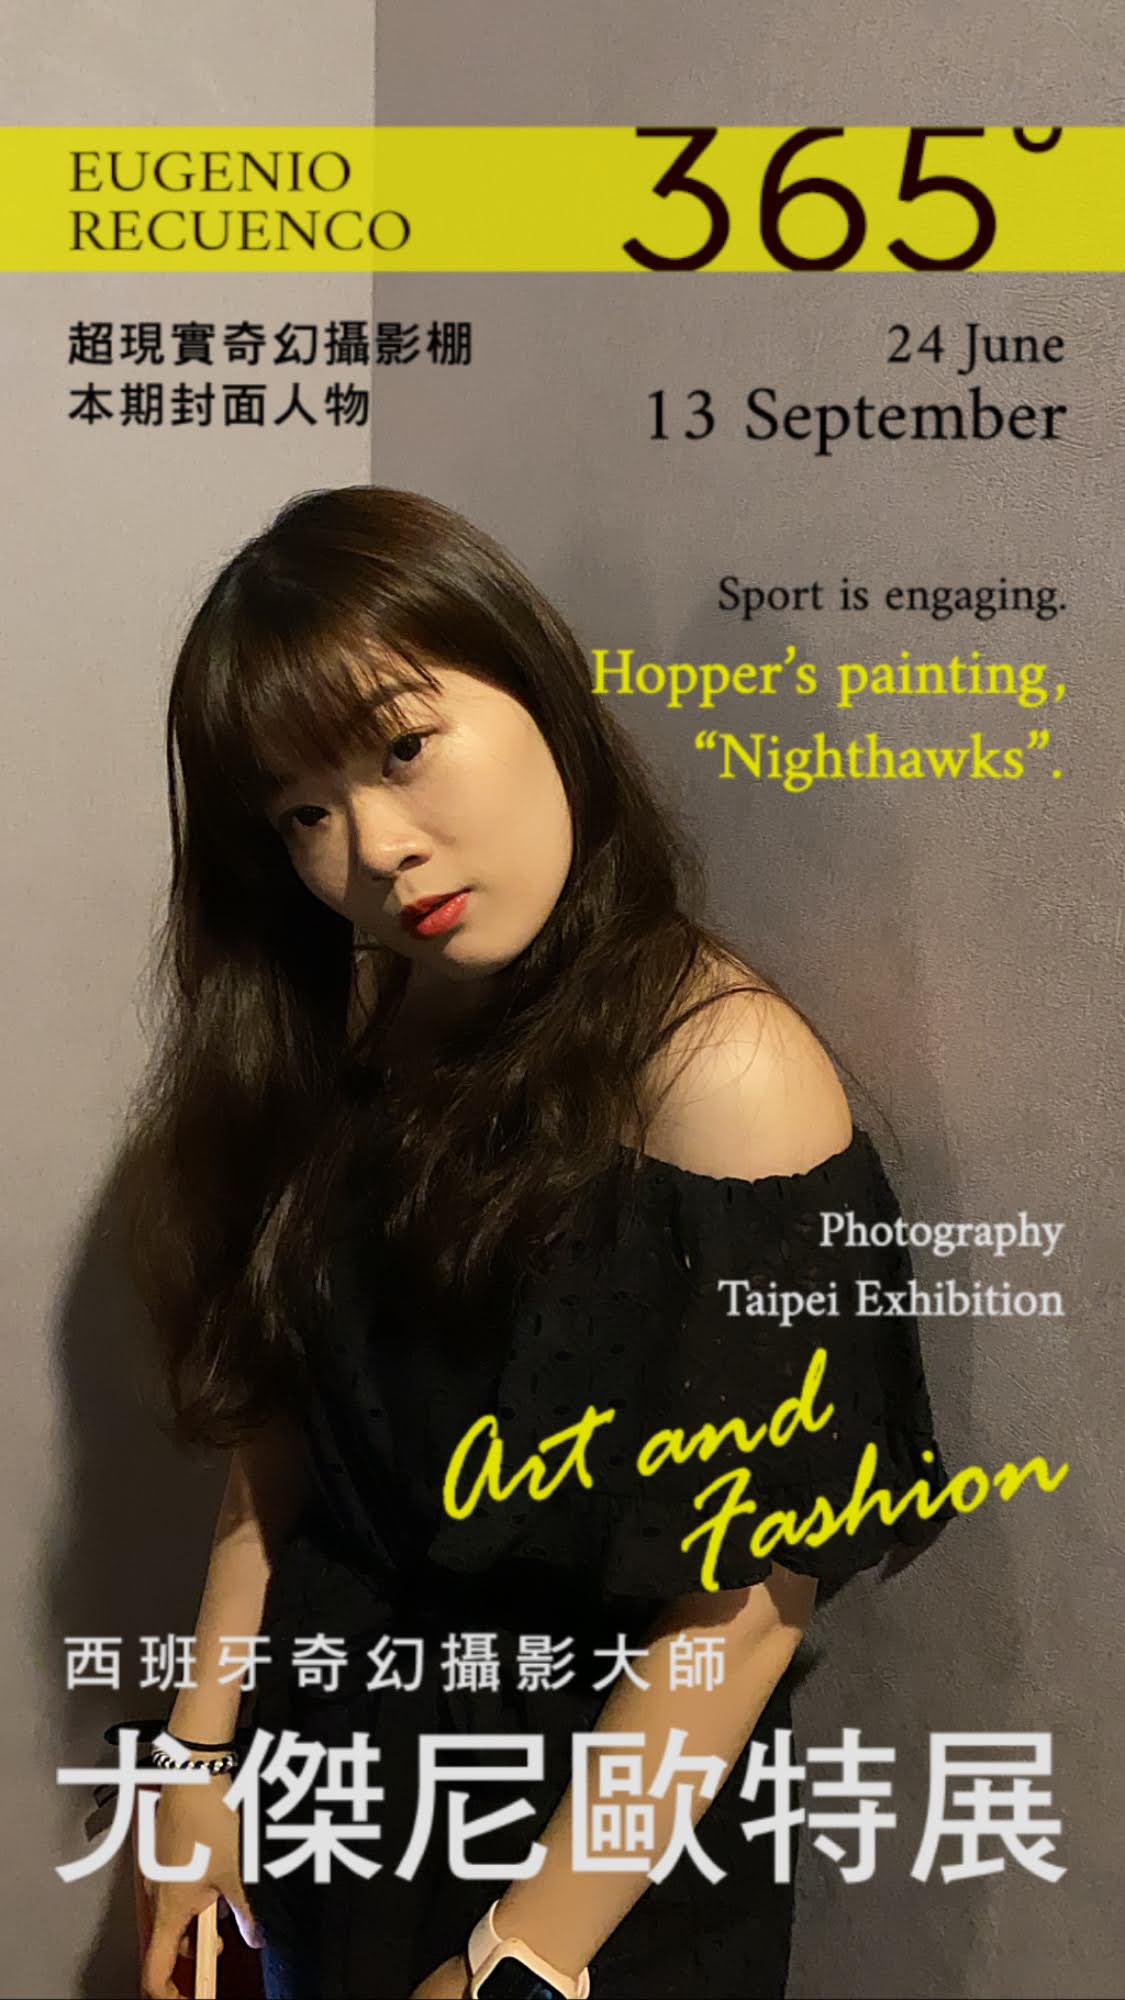 EUGENIO
RECUENCO
365°
超現實奇幻攝影棚
本期封面人物
24 June
13 September
Sport is engaging.
Hopper’s painting,
“Nighthawks”.
Photography
Taipei Exhibition
Art and
Fashion
西班牙奇幻攝影大師
尤傑尼歐特展